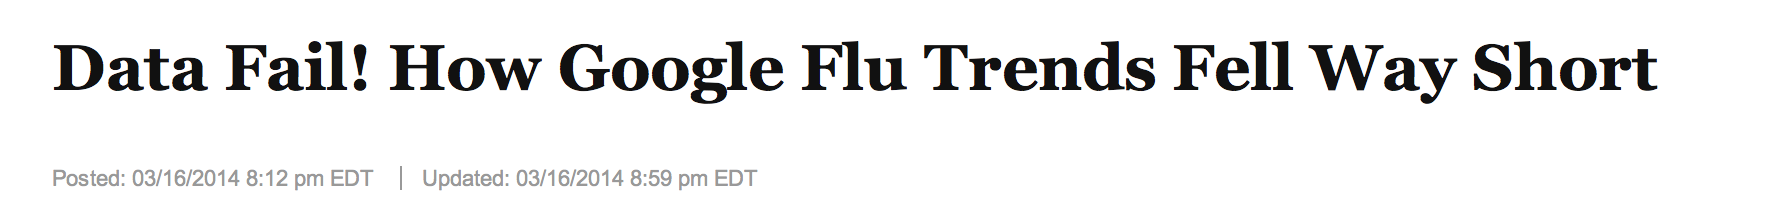 Data Fail! How Google Flu Trends Fell Way Short
Posted: 03/16/2014 8:12 pm EDT | Updated: 03/16/2014 8:59 pm EDT